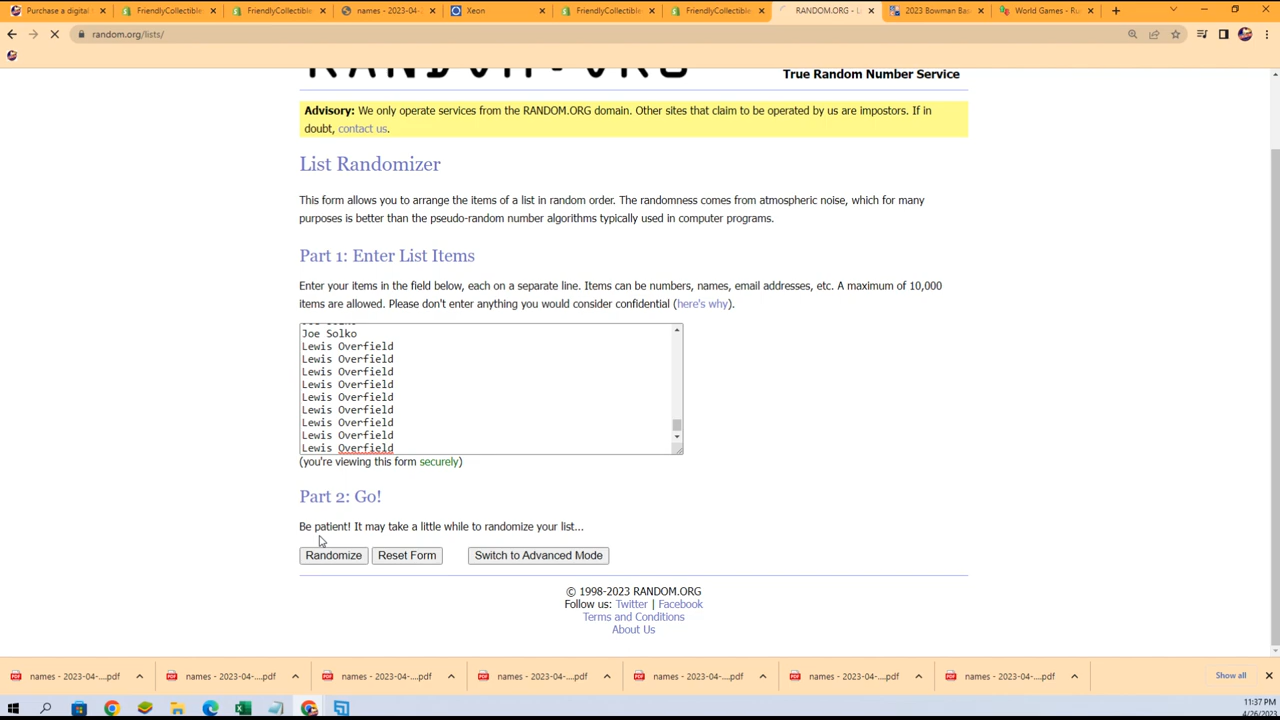 Purchase a digital
FriendlyCollectible
FriendlyCollectible
names - 2023-04-
Xeon
FriendlyCollectible
FriendlyCollectible
RANDOM.ORG - L
2023 Bowman Bas
World Games - Ru
random.org/lists/
RANDOM.ORG
True Random Number Service
Advisory: We only operate services from the RANDOM.ORG domain. Other sites that claim to be operated by us are impostors. If in
doubt, contact us.
List Randomizer
This form allows you to arrange the items of a list in random order. The randomness comes from atmospheric noise, which for many
purposes is better than the pseudo-random number algorithms typically used in computer programs.
Part 1: Enter List Items
Enter your items in the field below, each on a separate line. Items can be numbers, names, email addresses, etc. A maximum of 10,000
items are allowed. Please don't enter anything you would consider confidential (here's why).
Joe Solko
Lewis Overfield
Lewis Overfield
Lewis Overfield
Lewis Overfield
Lewis Overfield
Lewis Overfield
Lewis Overfield
Lewis Overfield
Lewis Overfield
(you're viewing this form securely)
Part 2: Go!
Be patient! It may take a little while to randomize your list...
Randomize Reset Form Switch to Advanced Mode
© 1998-2023 RANDOM.ORG
Follow us: Twitter | Facebook
Terms and Conditions
About Us
names - 2023-04-....pdf
names - 2023-04-....pdf
names - 2023-04-....pdf
names - 2023-04-....pdf
names - 2023-04-....pdf
names - 2023-04-....pdf
names - 2023-04-....pdf
Show all
11:37 PM
4/26/2023